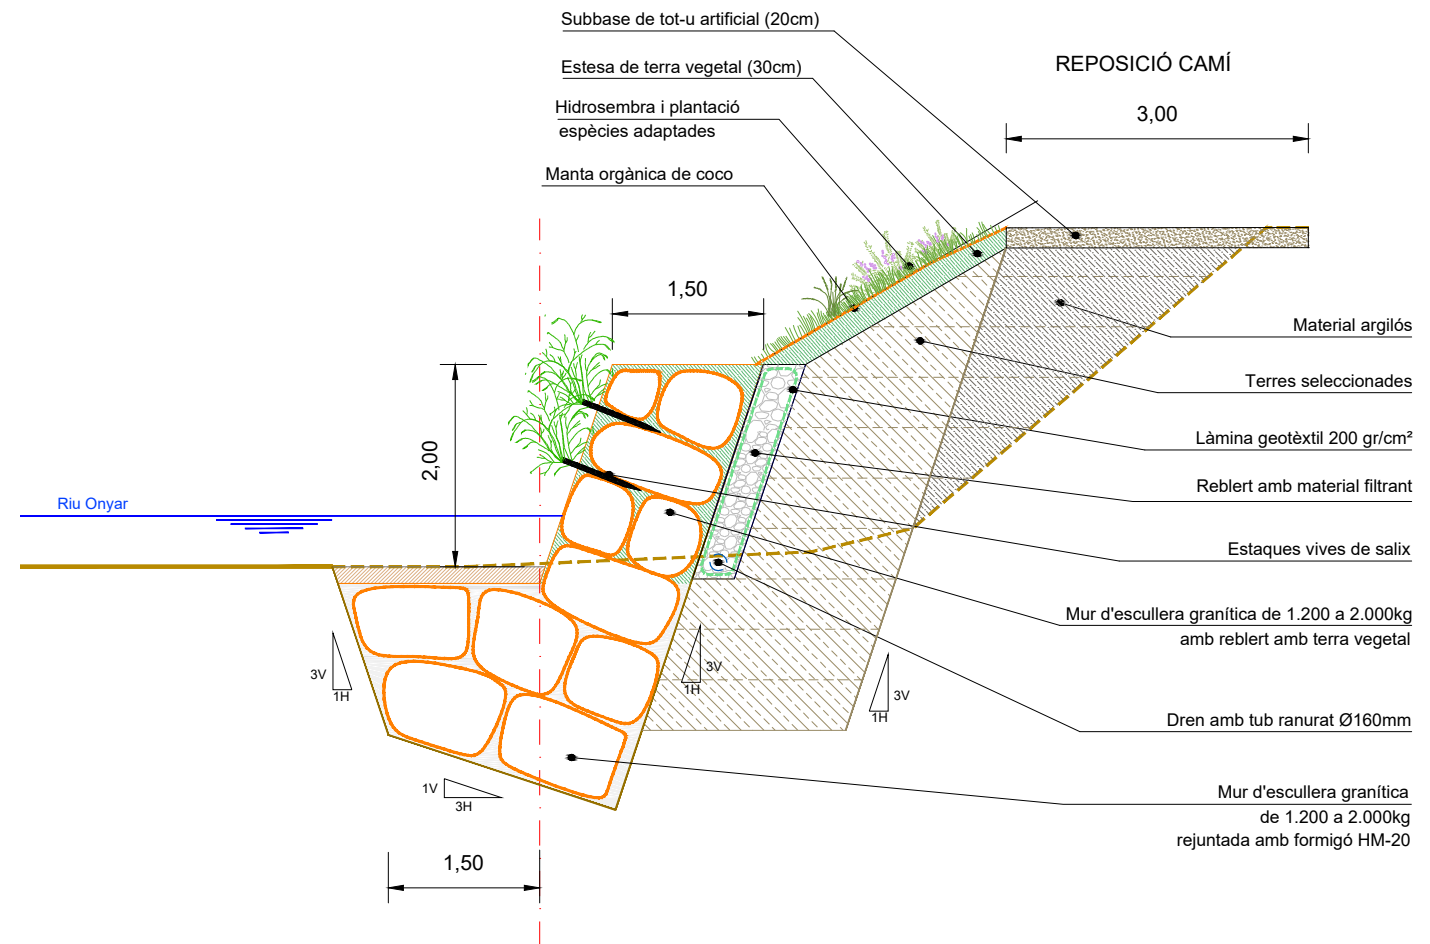 Subbase de tot-u artificial (20cm)
REPOSICIÓ CAMÍ
Estesa de terra vegetal (30cm)
Hidrosembra i plantació
espècies adaptades
3,00
Manta orgànica de coco
1,50
Material argilós
Terres seleccionades
Làmina geotèxtil 200 gr/cm²
2,00
Reblert amb material filtrant
Riu Onyar
Estaques vives de salix
Mur d'escullera granítica de 1.200 a 2.000kg
amb reblert amb terra vegetal
3V
1H
3V
1H
3V
1H
Dren amb tub ranurat Ø160mm
1V
3H
Mur d'escullera granítica
de 1.200 a 2.000kg
rejuntada amb formigó HM-20
1,50